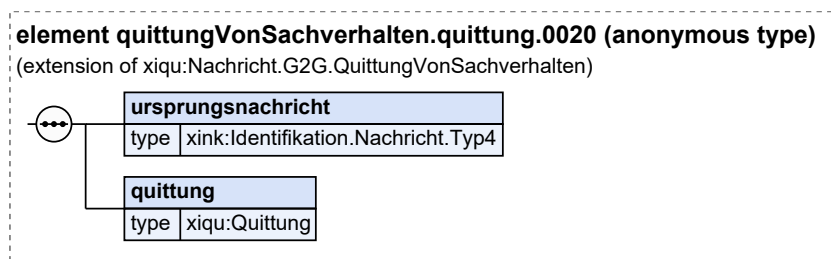 element quittungVonSachverhalten.quittung.0020 (anonymous type)
(extension of xiqu:Nachricht.G2G.QuittungVonSachverhalten)
ursprungsnachricht
type xink:Identifikation.Nachricht.Typ4
quittung
type xiqu:Quittung